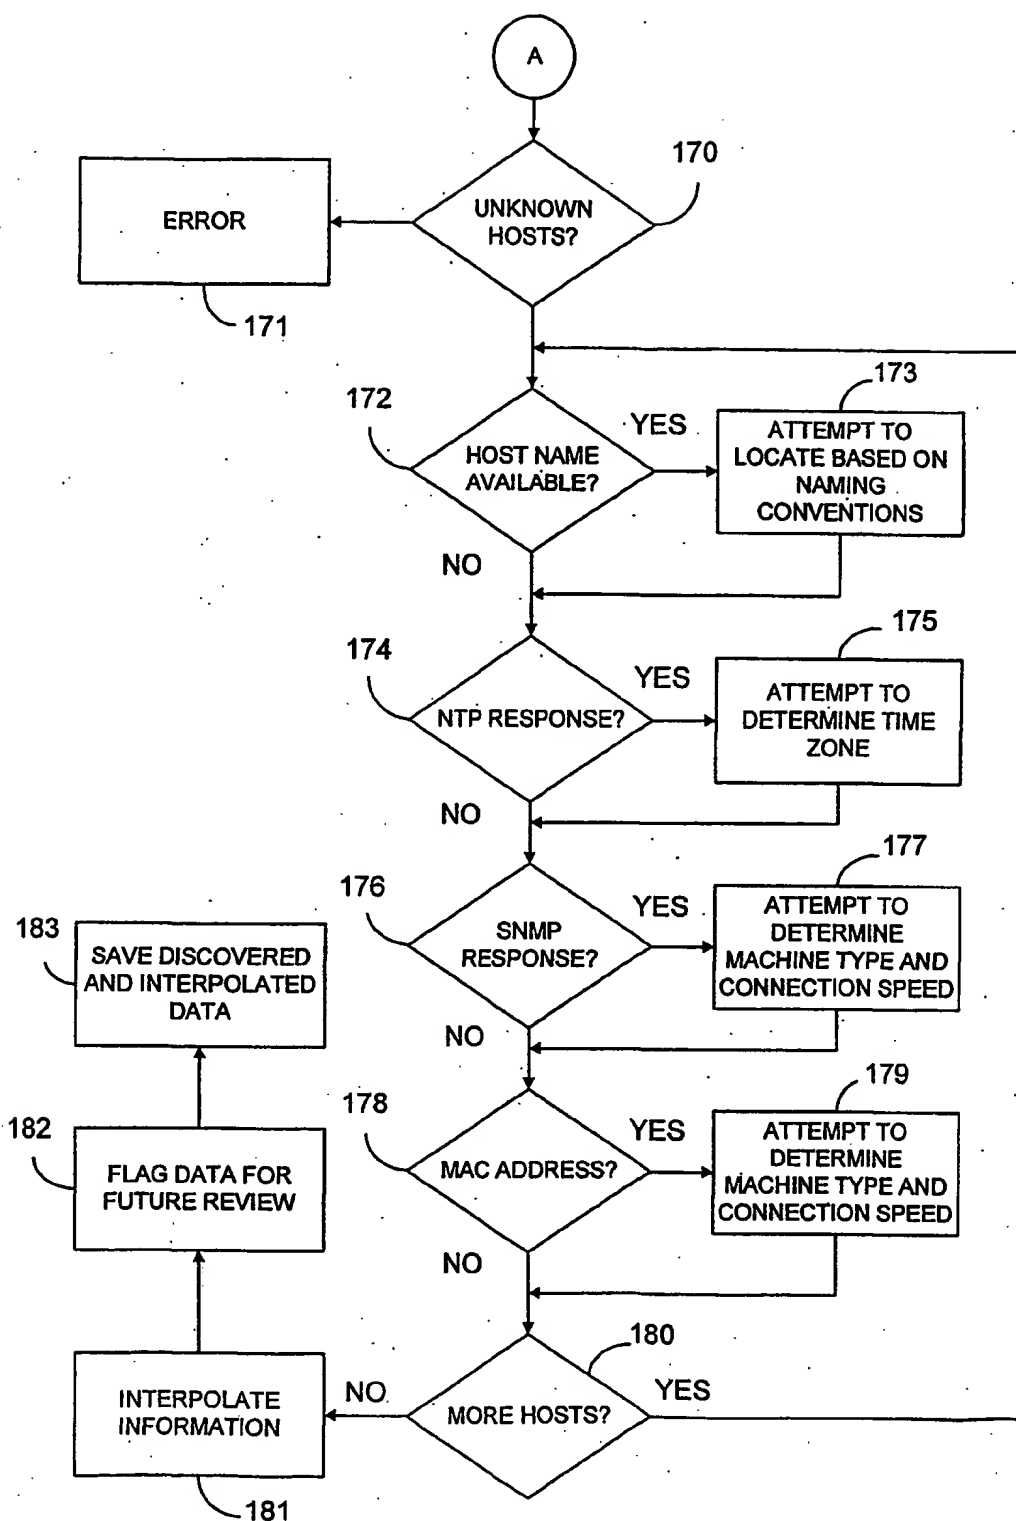 A
170
UNKNOWN
HOSTS?
ERROR
171
172
HOST NAME
AVAILABLE?
YES
173
ATTEMPT TO
LOCATE BASED ON
NAMING
CONVENTIONS
NO
174
NTP RESPONSE?
YES
175
ATTEMPT TO
DETERMINE TIME
ZONE
NO
176
SNMP
RESPONSE?
YES
177
ATTEMPT TO
DETERMINE
MACHINE TYPE AND
CONNECTION SPEED
NO
178
MAC ADDRESS?
YES
179
ATTEMPT TO
DETERMINE
MACHINE TYPE AND
CONNECTION SPEED
NO
180
MORE HOSTS?
YES
NO
INTERPOLATE
INFORMATION
181
182
FLAG DATA FOR
FUTURE REVIEW
183
SAVE DISCOVERED
AND INTERPOLATED
DATA